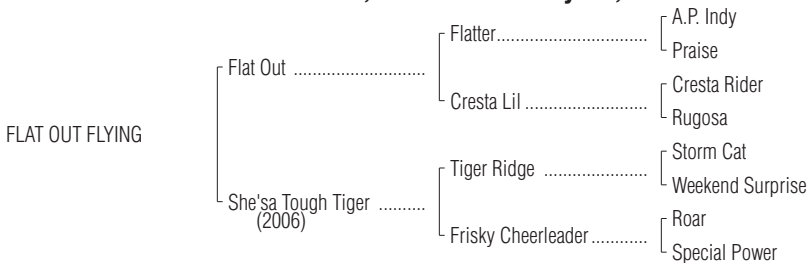 A.P. Indy
Flatter
Praise
Flat Out
Cresta Rider
Cresta Lil
Rugosa
FLAT OUT FLYING
Storm Cat
Tiger Ridge
Weekend Surprise
She'sa Tough Tiger
(2006)
Roar
Frisky Cheerleader
Special Power